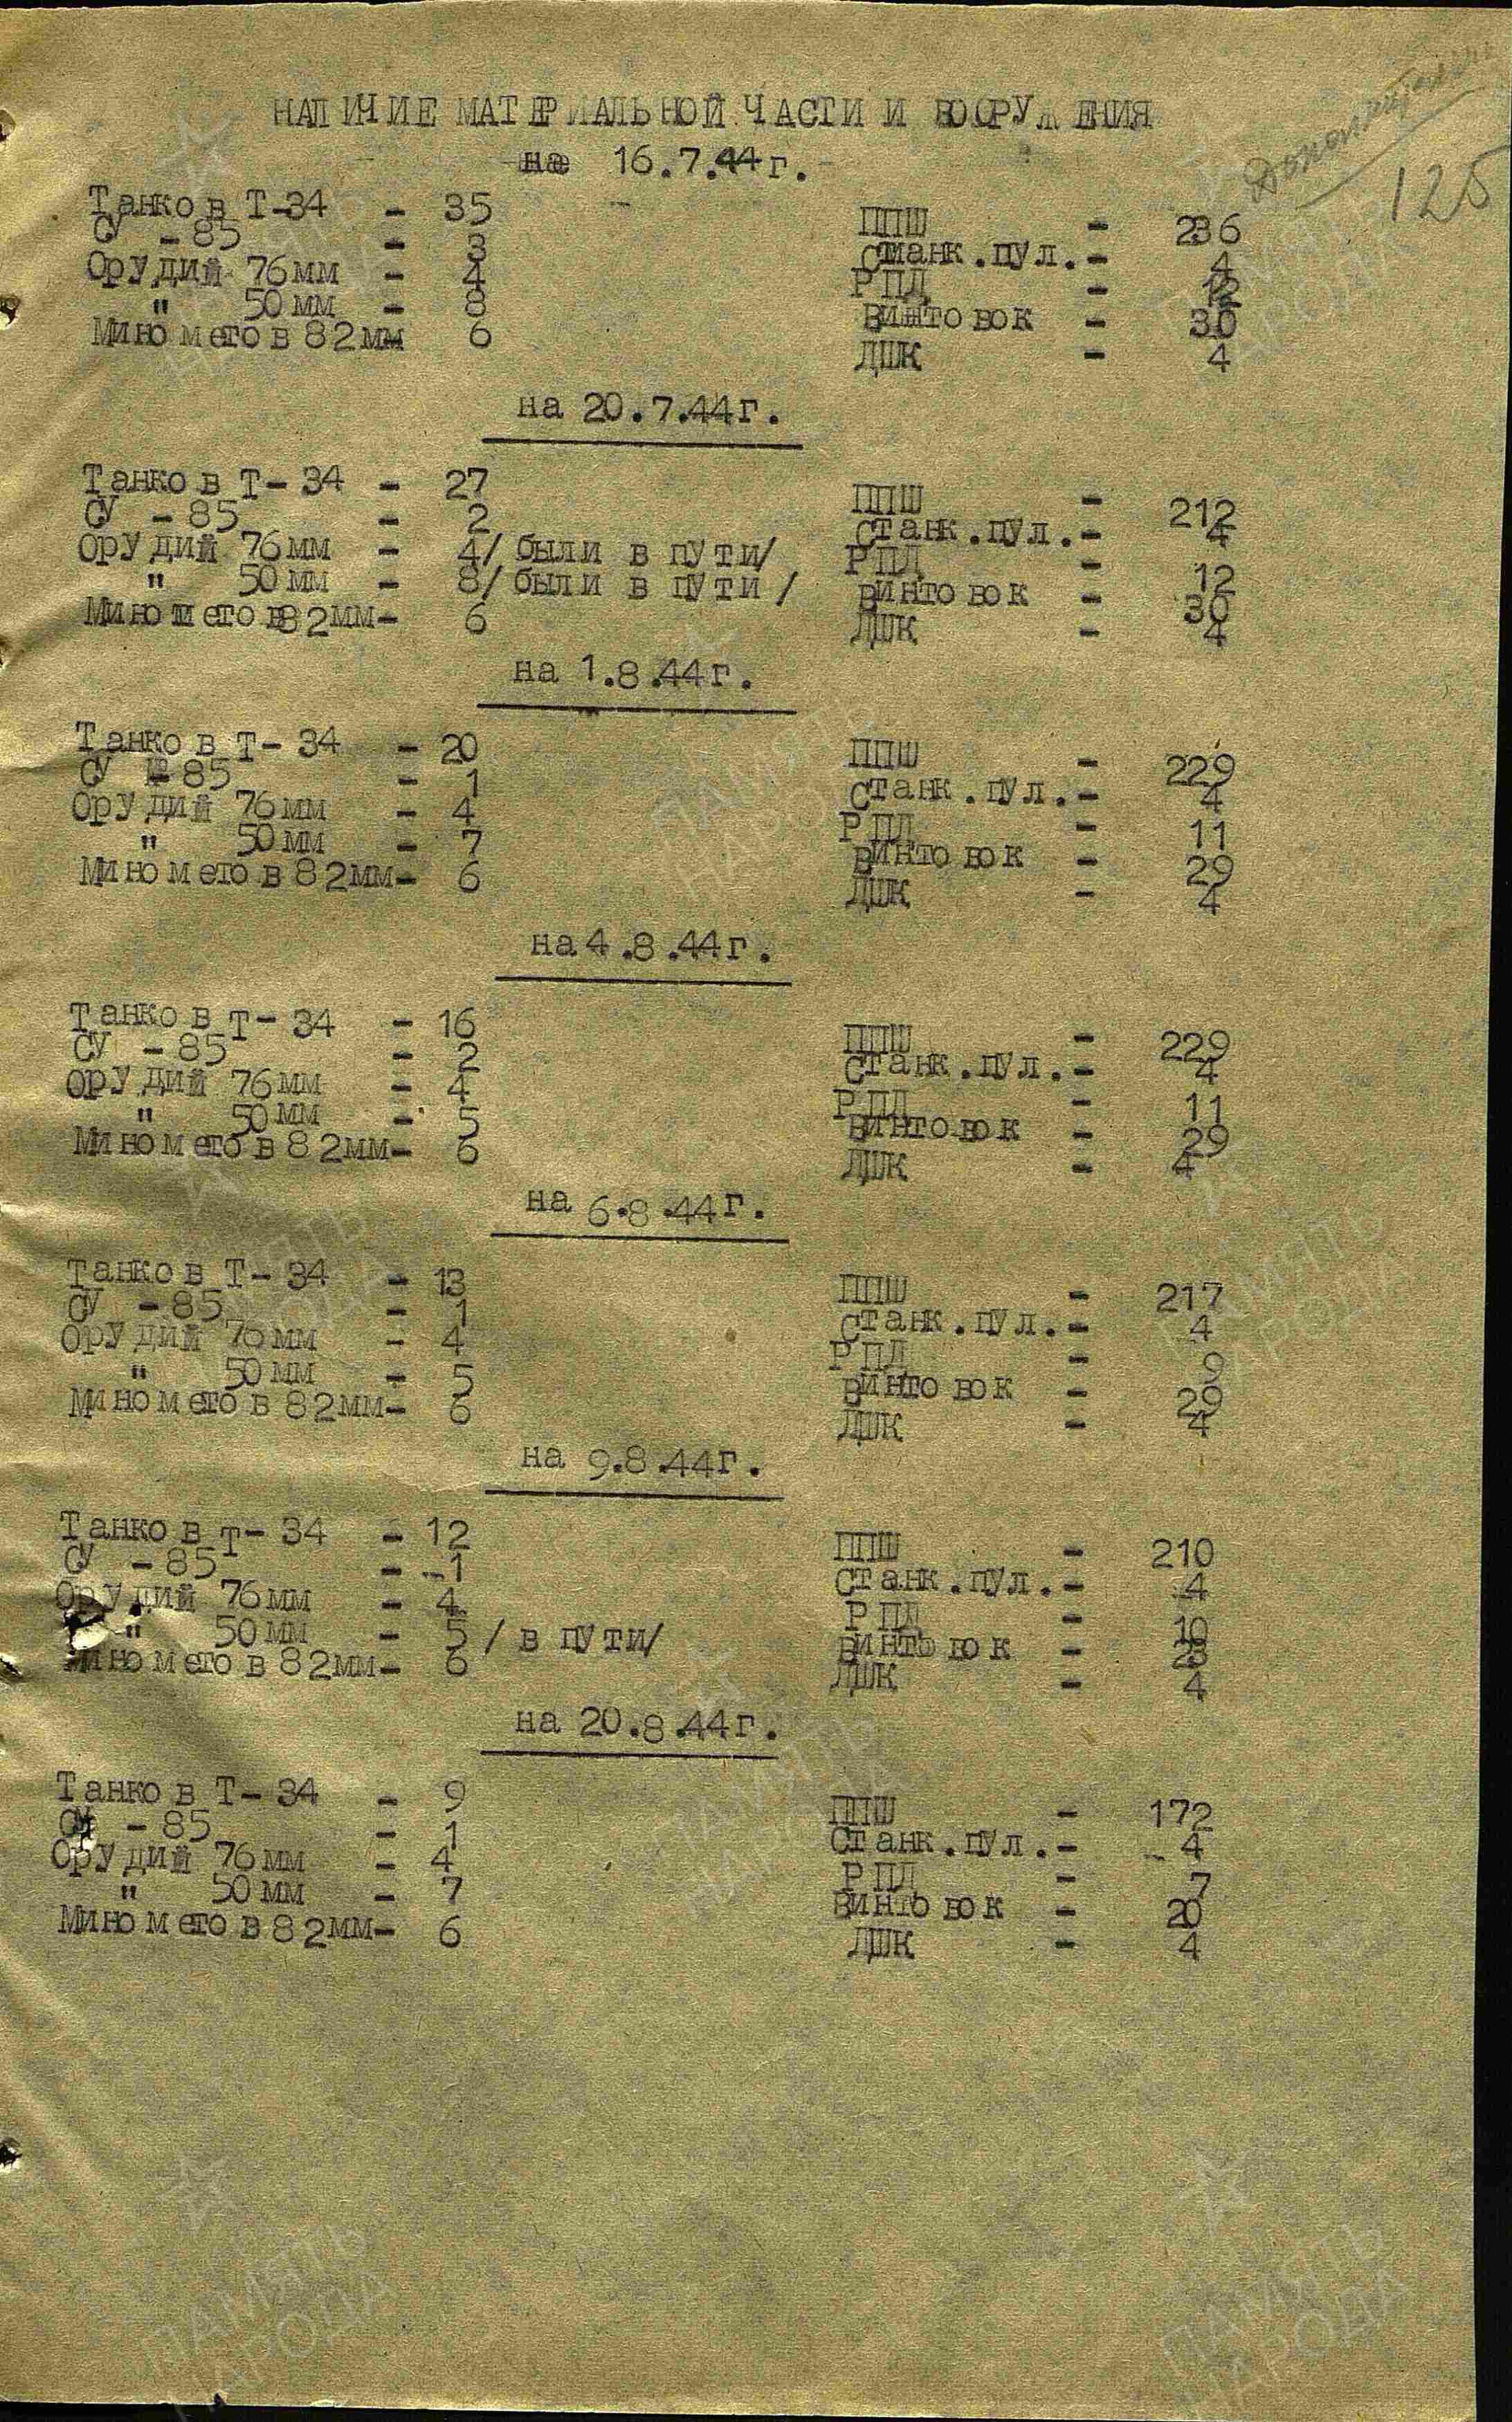 НАЛИЧИЕ МАТЕРИАЛЬНОЙ ЧАСТИ И ВООРУЖЕНИЯ
на 16.7.44г.
125
Танков Т-34 - 35
СУ -85 - 3
Орудий 76мм - 4
" 50мм - 8
Минометов 82мм 6
ППШ - 236
Станк.пул.- 4
РПД - 12
Винтовок - 30
ДШК - 4
на 20.7.44г.
Танков Т-34 - 27
СУ -85 - 2
Орудий 76мм - 4/были в пути/
" 50мм - 8/были в пути/
Минометов 82мм- 6
ППШ - 212
Станк.пул.- 4
РПД - 12
винтовок - 30
ДШК - 4
на 1.8.44г.
Танков Т-34 - 20
СУ -85 - 1
Орудий 76мм - 4
" 50мм - 7
Минометов 82мм- 6
ППШ - 229
Станк.пул.- 4
РПД - 11
винтовок - 29
ДШК - 4
на 4.8.44г.
Танков Т-34 - 16
СУ -85 - 2
орудий 76мм - 4
" 50мм - 5
Минометов 82мм- 6
ППШ - 229
Станк.пул.- 4
РПД - 11
Винтовок - 29
ДШК - 4
на 6.8.44г.
Танков Т-34 - 13
СУ -85 - 1
Орудий 76мм - 4
" 50мм - 5
Минометов 82мм- 6
ППШ - 217
Станк.пул.- 4
РПД - 9
Винтовок - 29
ДШК - 4
на 9.8.44г.
Танков Т-34 - 12
СУ -85 - 1
Орудий 76мм - 4
" 50мм - 5 /в пути/
Минометов 82мм- 6
ППШ - 210
Станк.пул.- 4
РПД - 10
винтовок - 23
ДШК - 4
на 20.8.44г.
Танков Т-34 - 9
СУ -85 - 1
Орудий 76мм - 4
" 50мм - 7
Минометов 82мм- 6
ППШ - 172
Станк.пул.- 4
РПД - 7
Винтовок - 20
ДШК - 4
ПАМЯТЬ
НАРОДА